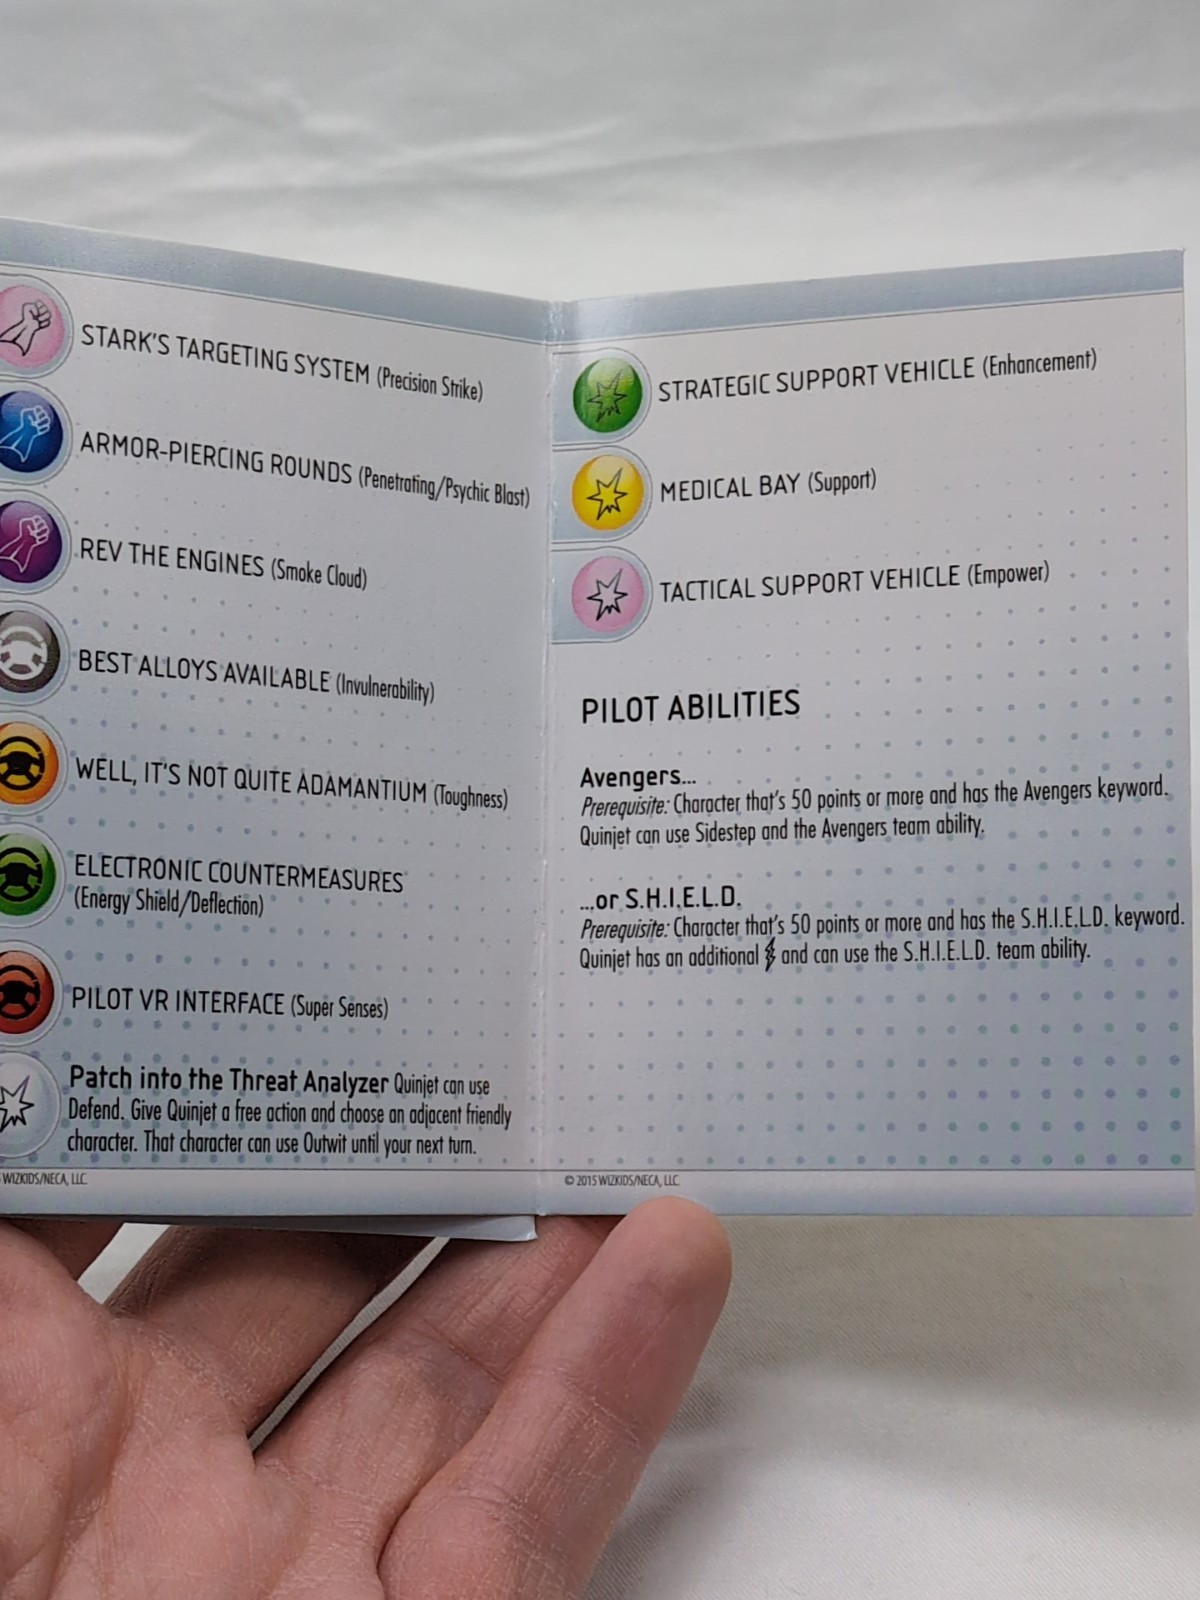 STARK'S TARGETING SYSTEM (Precision Strike)
ARMOR-PIERCING ROUNDS (Penetrating/Psychic Blast)
REV THE ENGINES (Smoke Cloud)
BEST ALLOYS AVAILABLE (Invulnerability)
WELL, IT'S NOT QUITE ADAMANTIUM (Toughness)
ELECTRONIC COUNTERMEASURES
(Energy Shield/Deflection)
PILOT VR INTERFACE (Super Senses)
Patch into the Threat Analyzer Quinjet can use
Defend. Give Quinjet a free action and choose an adjacent friendly
character. That character can use Outwit until your next turn.
WIZKIDS/NECA, LLC.
STRATEGIC SUPPORT VEHICLE (Enhancement)
MEDICAL BAY (Support)
TACTICAL SUPPORT VEHICLE (Empower)
PILOT ABILITIES
Avengers...
Prerequisite: Character that's 50 points or more and has the Avengers keyword.
Quinjet can use Sidestep and the Avengers team ability.
...or S.H.I.E.L.D.
Prerequisite: Character that's 50 points or more and has the S.H.I.E.L.D. keyword.
Quinjet has an additional and can use the S.H.I.E.L.D. team ability.
© 2015 WIZKIDS/NECA, LLC.